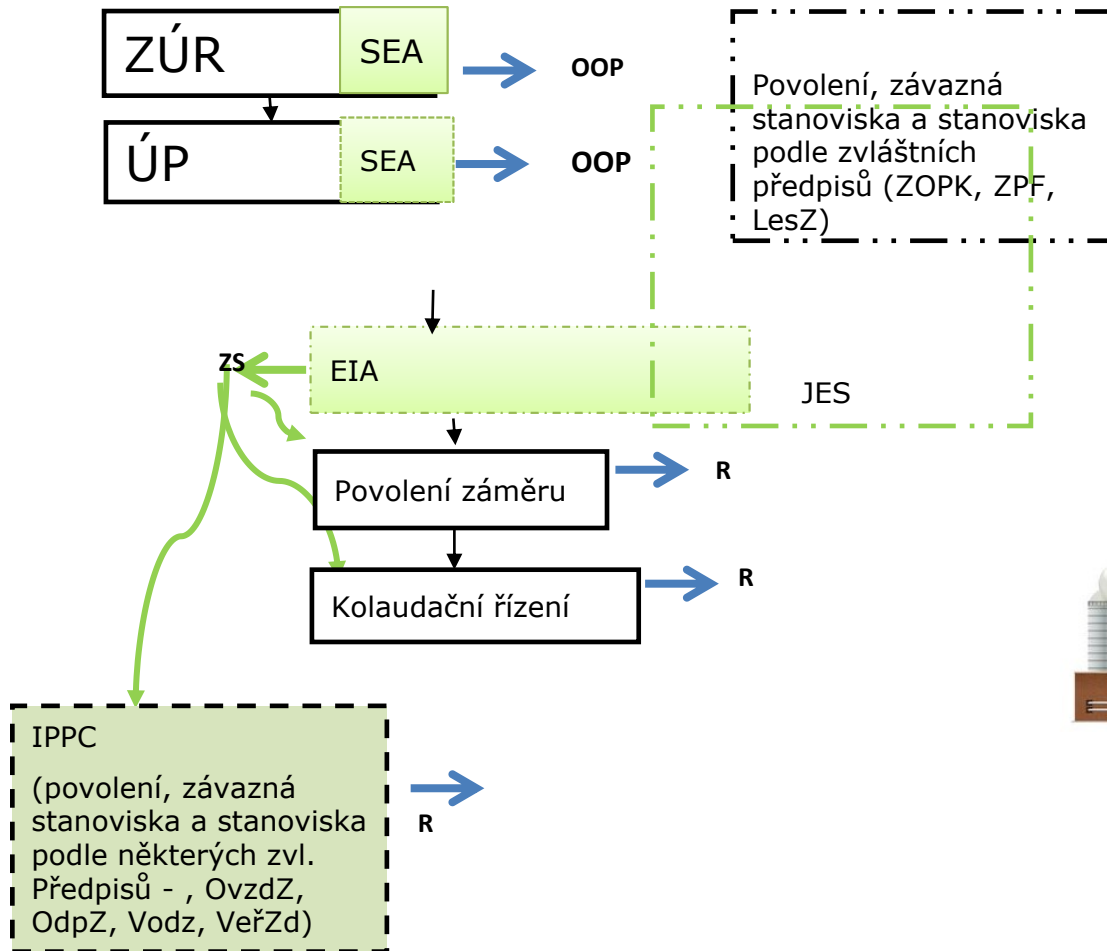 ZÚR
SEA
OOP
ÚP
SEA
OOP
Povolení, závazná
stanoviska a stanoviska
podle zvláštních
předpisů (ZOPK, ZPF,
LesZ)
ZS
EIA
JES
Povolení záměru
R
Kolaudační řízení
R
IPPC
(povolení, závazná
stanoviska a stanoviska
podle některých zvl.
Předpisů - , OvzdZ,
OdpZ, Vodz, VeřZd)
R